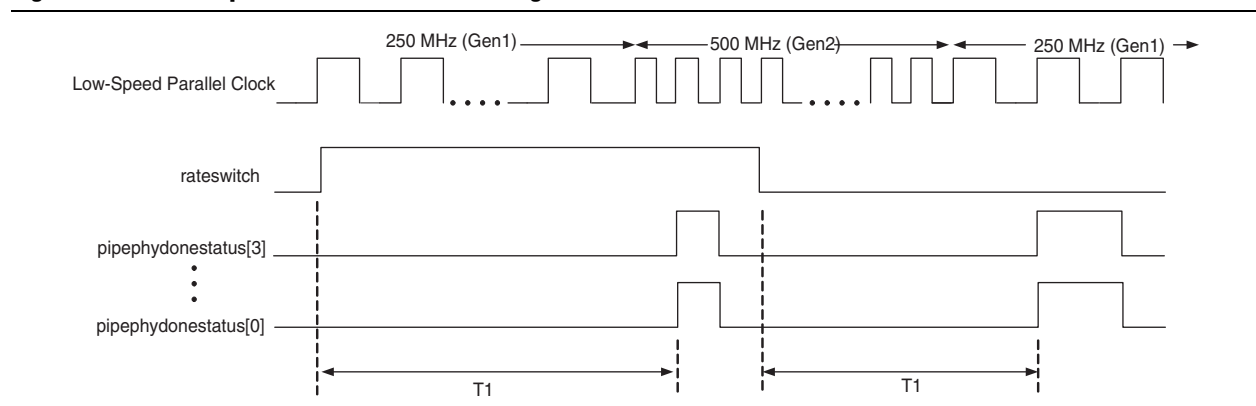 250 MHz (Gen1) 500 MHz (Gen2) 250 MHz (Gen1)
Low-Speed Parallel Clock
rateswitch
pipephydonestatus[3]
pipephydonestatus[0]
T1 T1